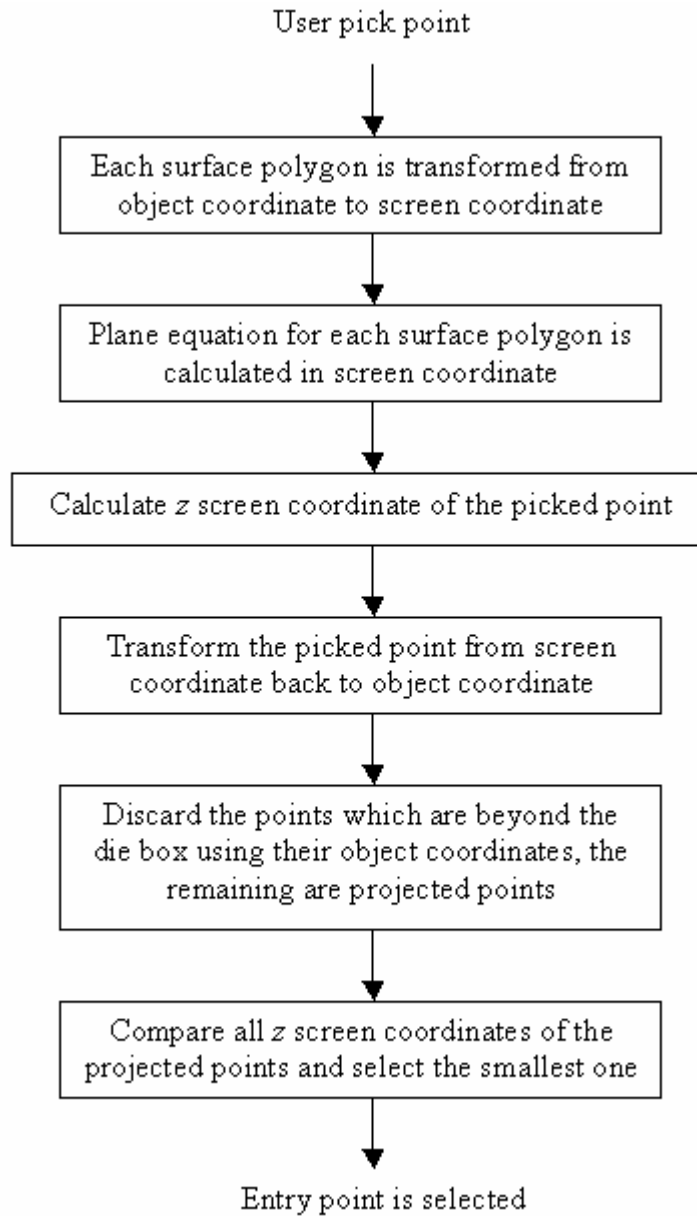 User pick point
Each surface polygon is transformed from
object coordinate to screen coordinate
Plane equation for each surface polygon is
calculated in screen coordinate
Calculate z screen coordinate of the picked point
Transform the picked point from screen
coordinate back to object coordinate
Discard the points which are beyond the
die box using their object coordinates, the
remaining are projected points
Compare all z screen coordinates of the
projected points and select the smallest one
Entry point is selected